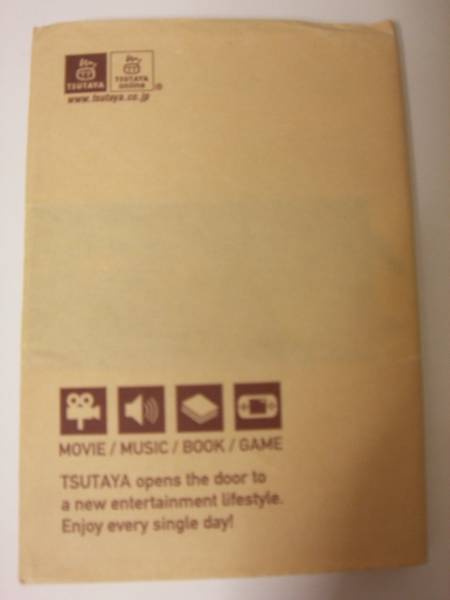 TSUTAYA
TSUTAYA
online
®
www.tsutaya.co.jp
MOVIE / MUSIC / BOOK / GAME
TSUTAYA opens the door to
a new entertainment lifestyle.
Enjoy every single day!